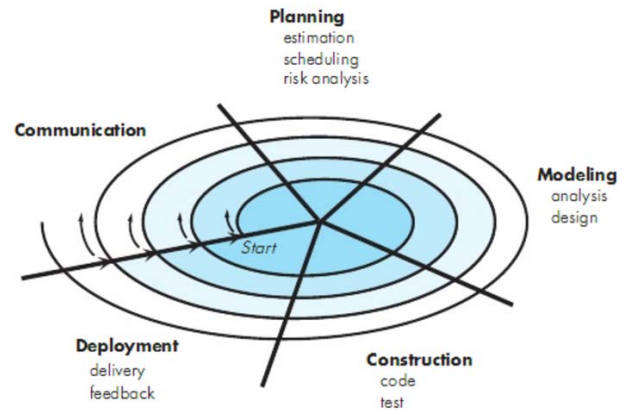 Planning
estimation
scheduling
risk analysis
Communication
Modeling
analysis
design
Start
Deployment
delivery
feedback
Construction
code
test